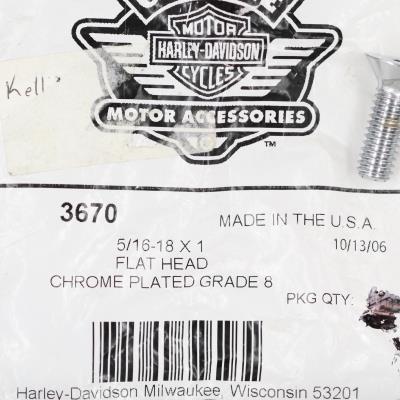 Kell
MOTOR
HARLEY-DAVIDSON
CYCLES
MOTOR ACCESSORIES
TM
3670
MADE IN THE U.S.A.
5/16-18 X 1
10/13/06
FLAT HEAD
CHROME PLATED GRADE 8
PKG QTY:
Harley-Davidson Milwaukee, Wisconsin 53201